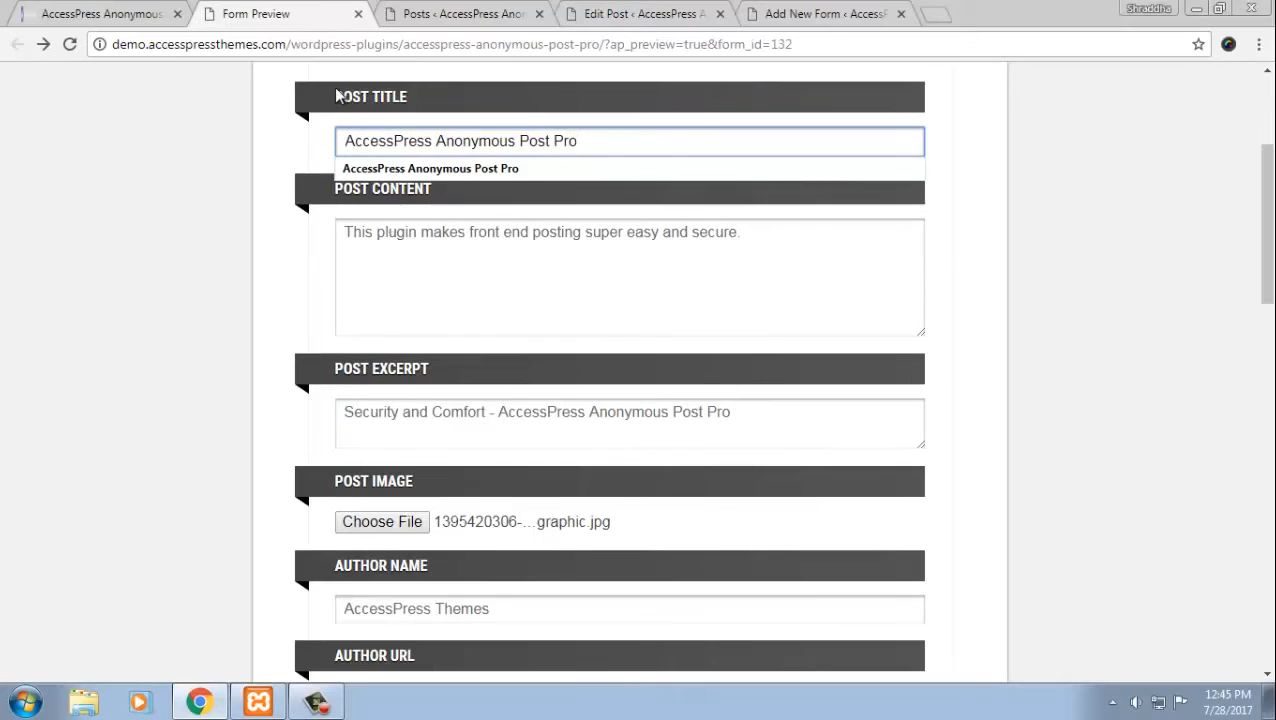 AccessPress Anonymous
Form Preview
Posts ‹ AccessPress Ano
Edit Post ‹ AccessPress A
Add New Form ‹ AccessP
Shraddha
demo.accesspressthemes.com/wordpress-plugins/accesspress-anonymous-post-pro/?ap_preview=true&form_id=132
POST TITLE
AccessPress Anonymous Post Pro
AccessPress Anonymous Post Pro
POST CONTENT
This plugin makes front end posting super easy and secure.
POST EXCERPT
Security and Comfort - AccessPress Anonymous Post Pro
POST IMAGE
Choose File 1395420306-...graphic.jpg
AUTHOR NAME
AccessPress Themes
AUTHOR URL
12:45 PM
7/28/2017